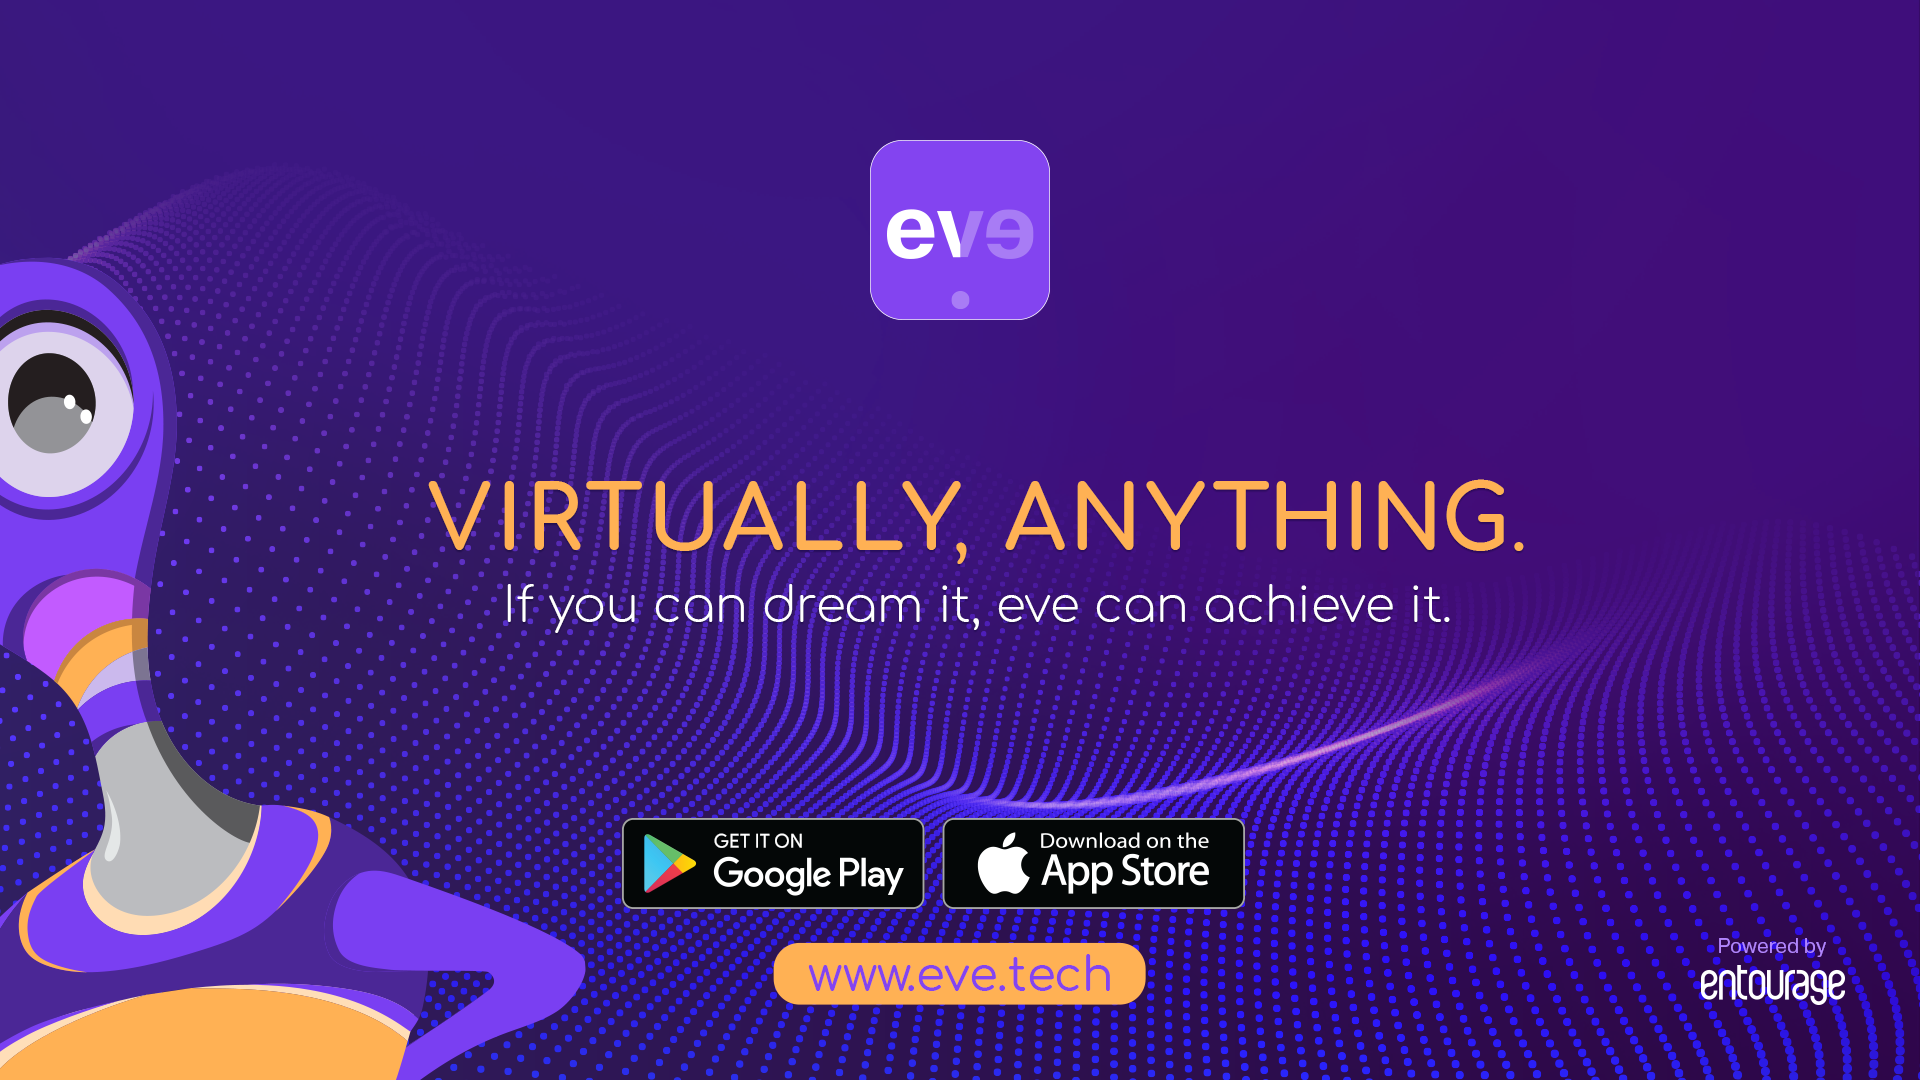 eve
VIRTUALLY, ANYTHING.
If you can dream it, eve can achieve it.
GET IT ON
Google Play
Download on the
App Store
www.eve.tech
Powered by
entourage